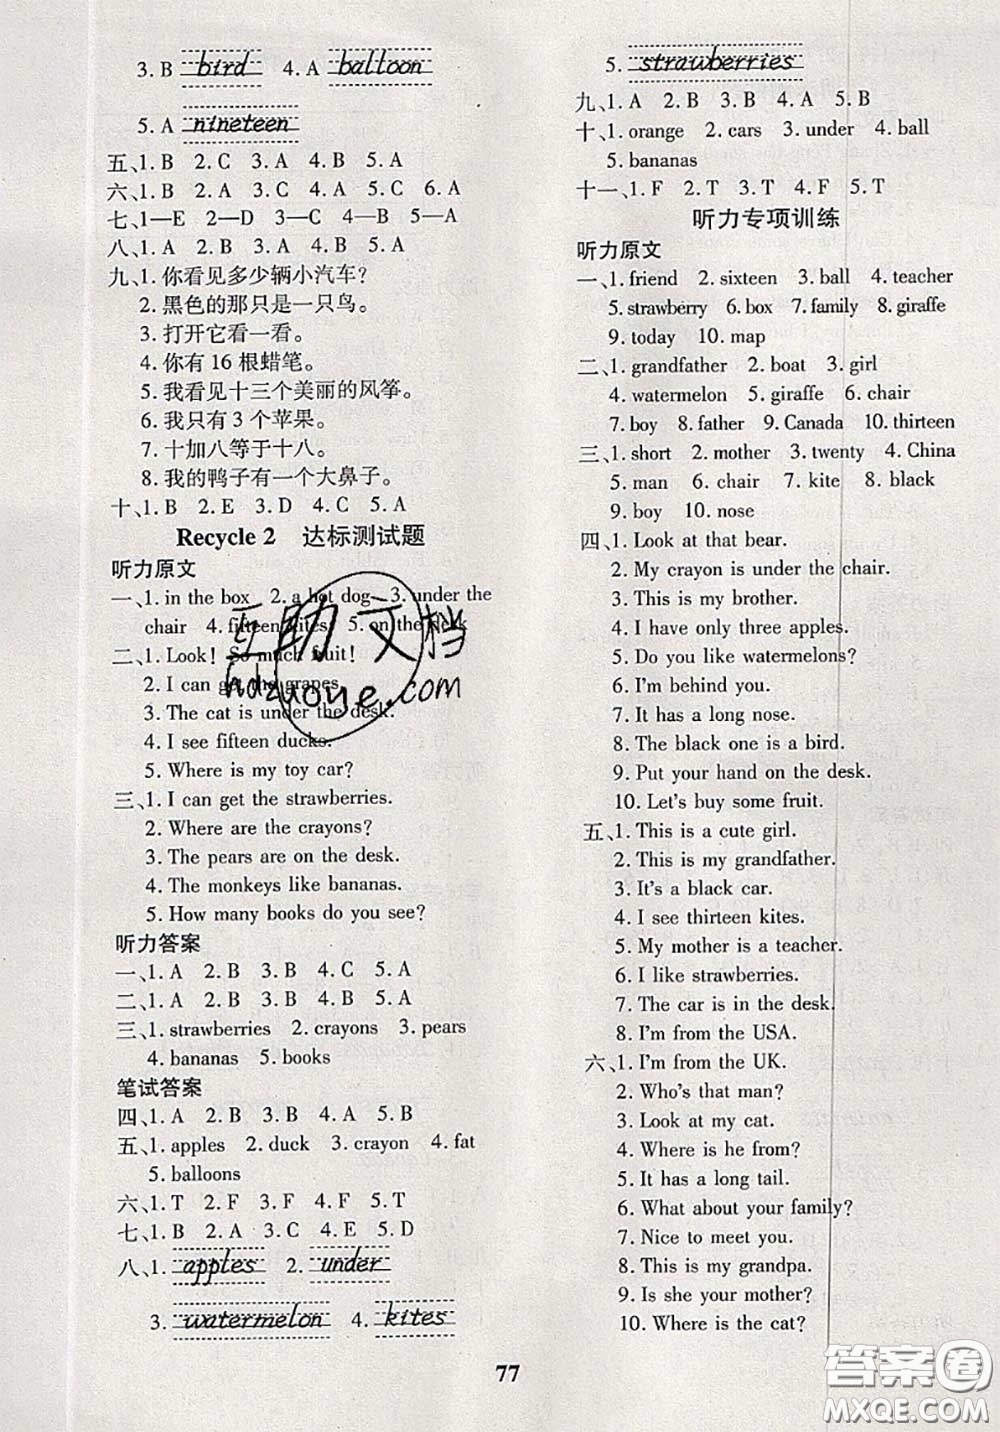 3. B bird 4. A balloon
5. A nineteen
五、1. B 2. C 3. A 4. B 5. A
六、1. B 2. A 3. B 4. A 5. C 6. A
七、1—E 2—D 3—C 4—B 5—A
八、1. A 2. B 3. B 4. A 5. A
九、1. 你看见多少辆小汽车?
2. 黑色的那只是一只鸟。
3. 打开它看一看。
4. 你有 16 根蜡笔。
5. 我看见十三个美丽的风筝。
6. 我只有 3 个苹果。
7. 十加八等于十八。
8. 我的鸭子有一个大鼻子。
十、1. B 2. E 3. D 4. C 5. A
Recycle 2 达标测试题
听力原文
一、1. in the box 2. a hot dog 3. under the
chair 4. fifteen kites 5. on the desk
二、1. Look! So much fruit!
2. I can get the grapes.
3. The cat is under the desk.
4. I see fifteen ducks.
5. Where is my toy car?
三、1. I can get the strawberries.
2. Where are the crayons?
3. The pears are on the desk.
4. The monkeys like bananas.
5. How many books do you see?
听力答案
一、1. A 2. B 3. B 4. C 5. A
二、1. A 2. B 3. B 4. A 5. A
三、1. strawberries 2. crayons 3. pears
4. bananas 5. books
笔试答案
四、1. A 2. B 3. B 4. A 5. B
五、1. apples 2. duck 3. crayon 4. fat
5. balloons
六、1. T 2. F 3. F 4. F 5. T
七、1. B 2. A 3. C 4. E 5. D
八、1. apples 2. under
3. watermelon 4. kites
5. strawberries
九、1. A 2. B 3. B 4. A 5. B
十、1. orange 2. cars 3. under 4. ball
5. bananas
十一、1. F 2. T 3. T 4. F 5. T
听力专项训练
听力原文
一、1. friend 2. sixteen 3. ball 4. teacher
5. strawberry 6. box 7. family 8. giraffe
9. today 10. map
二、1. grandfather 2. boat 3. girl
4. watermelon 5. giraffe 6. chair
7. boy 8. father 9. Canada 10. thirteen
三、1. short 2. mother 3. twenty 4. China
5. man 6. chair 7. kite 8. black
9. boy 10. nose
四、1. Look at that bear.
2. My crayon is under the chair.
3. This is my brother.
4. I have only three apples.
5. Do you like watermelons?
6. I'm behind you.
7. It has a long nose.
8. The black one is a bird.
9. Put your hand on the desk.
10. Let's buy some fruit.
五、1. This is a cute girl.
2. This is my grandfather.
3. It's a black car.
4. I see thirteen kites.
5. My mother is a teacher.
6. I like strawberries.
7. The car is in the desk.
8. I'm from the USA.
六、1. I'm from the UK.
2. Who's that man?
3. Look at my cat.
4. Where is he from?
5. It has a long tail.
6. What about your family?
7. Nice to meet you.
8. This is my grandpa.
9. Is she your mother?
10. Where is the cat?
77
互助文档
hdzuoye.com
答案圈
MXQE.COM